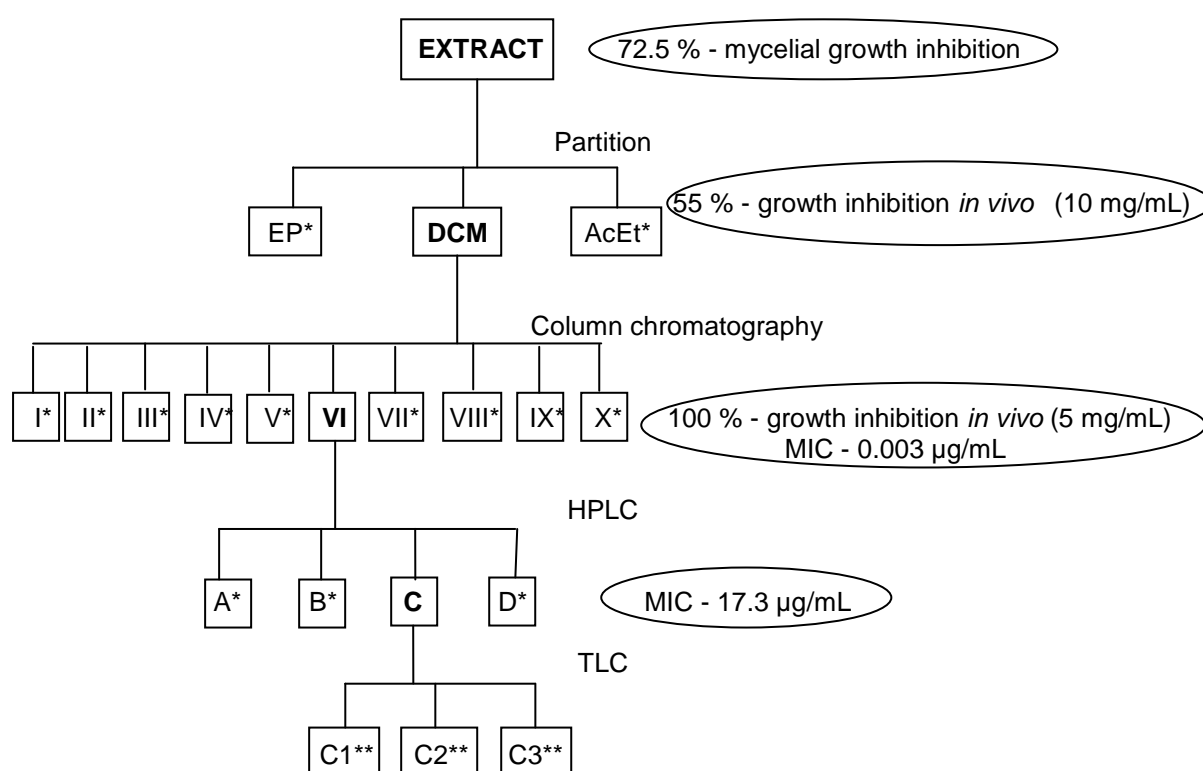 EXTRACT
72.5 % - mycelial growth inhibition
Partition
EP*
DCM
AcEt*
55 % - growth inhibition in vivo (10 mg/mL)
Column chromatography
I*
II*
III*
IV*
V*
VI
VII*
VIII*
IX*
X*
100 % - growth inhibition in vivo (5 mg/mL)
MIC - 0.003 µg/mL
HPLC
A*
B*
C
D*
MIC - 17.3 µg/mL
TLC
C1**
C2**
C3**